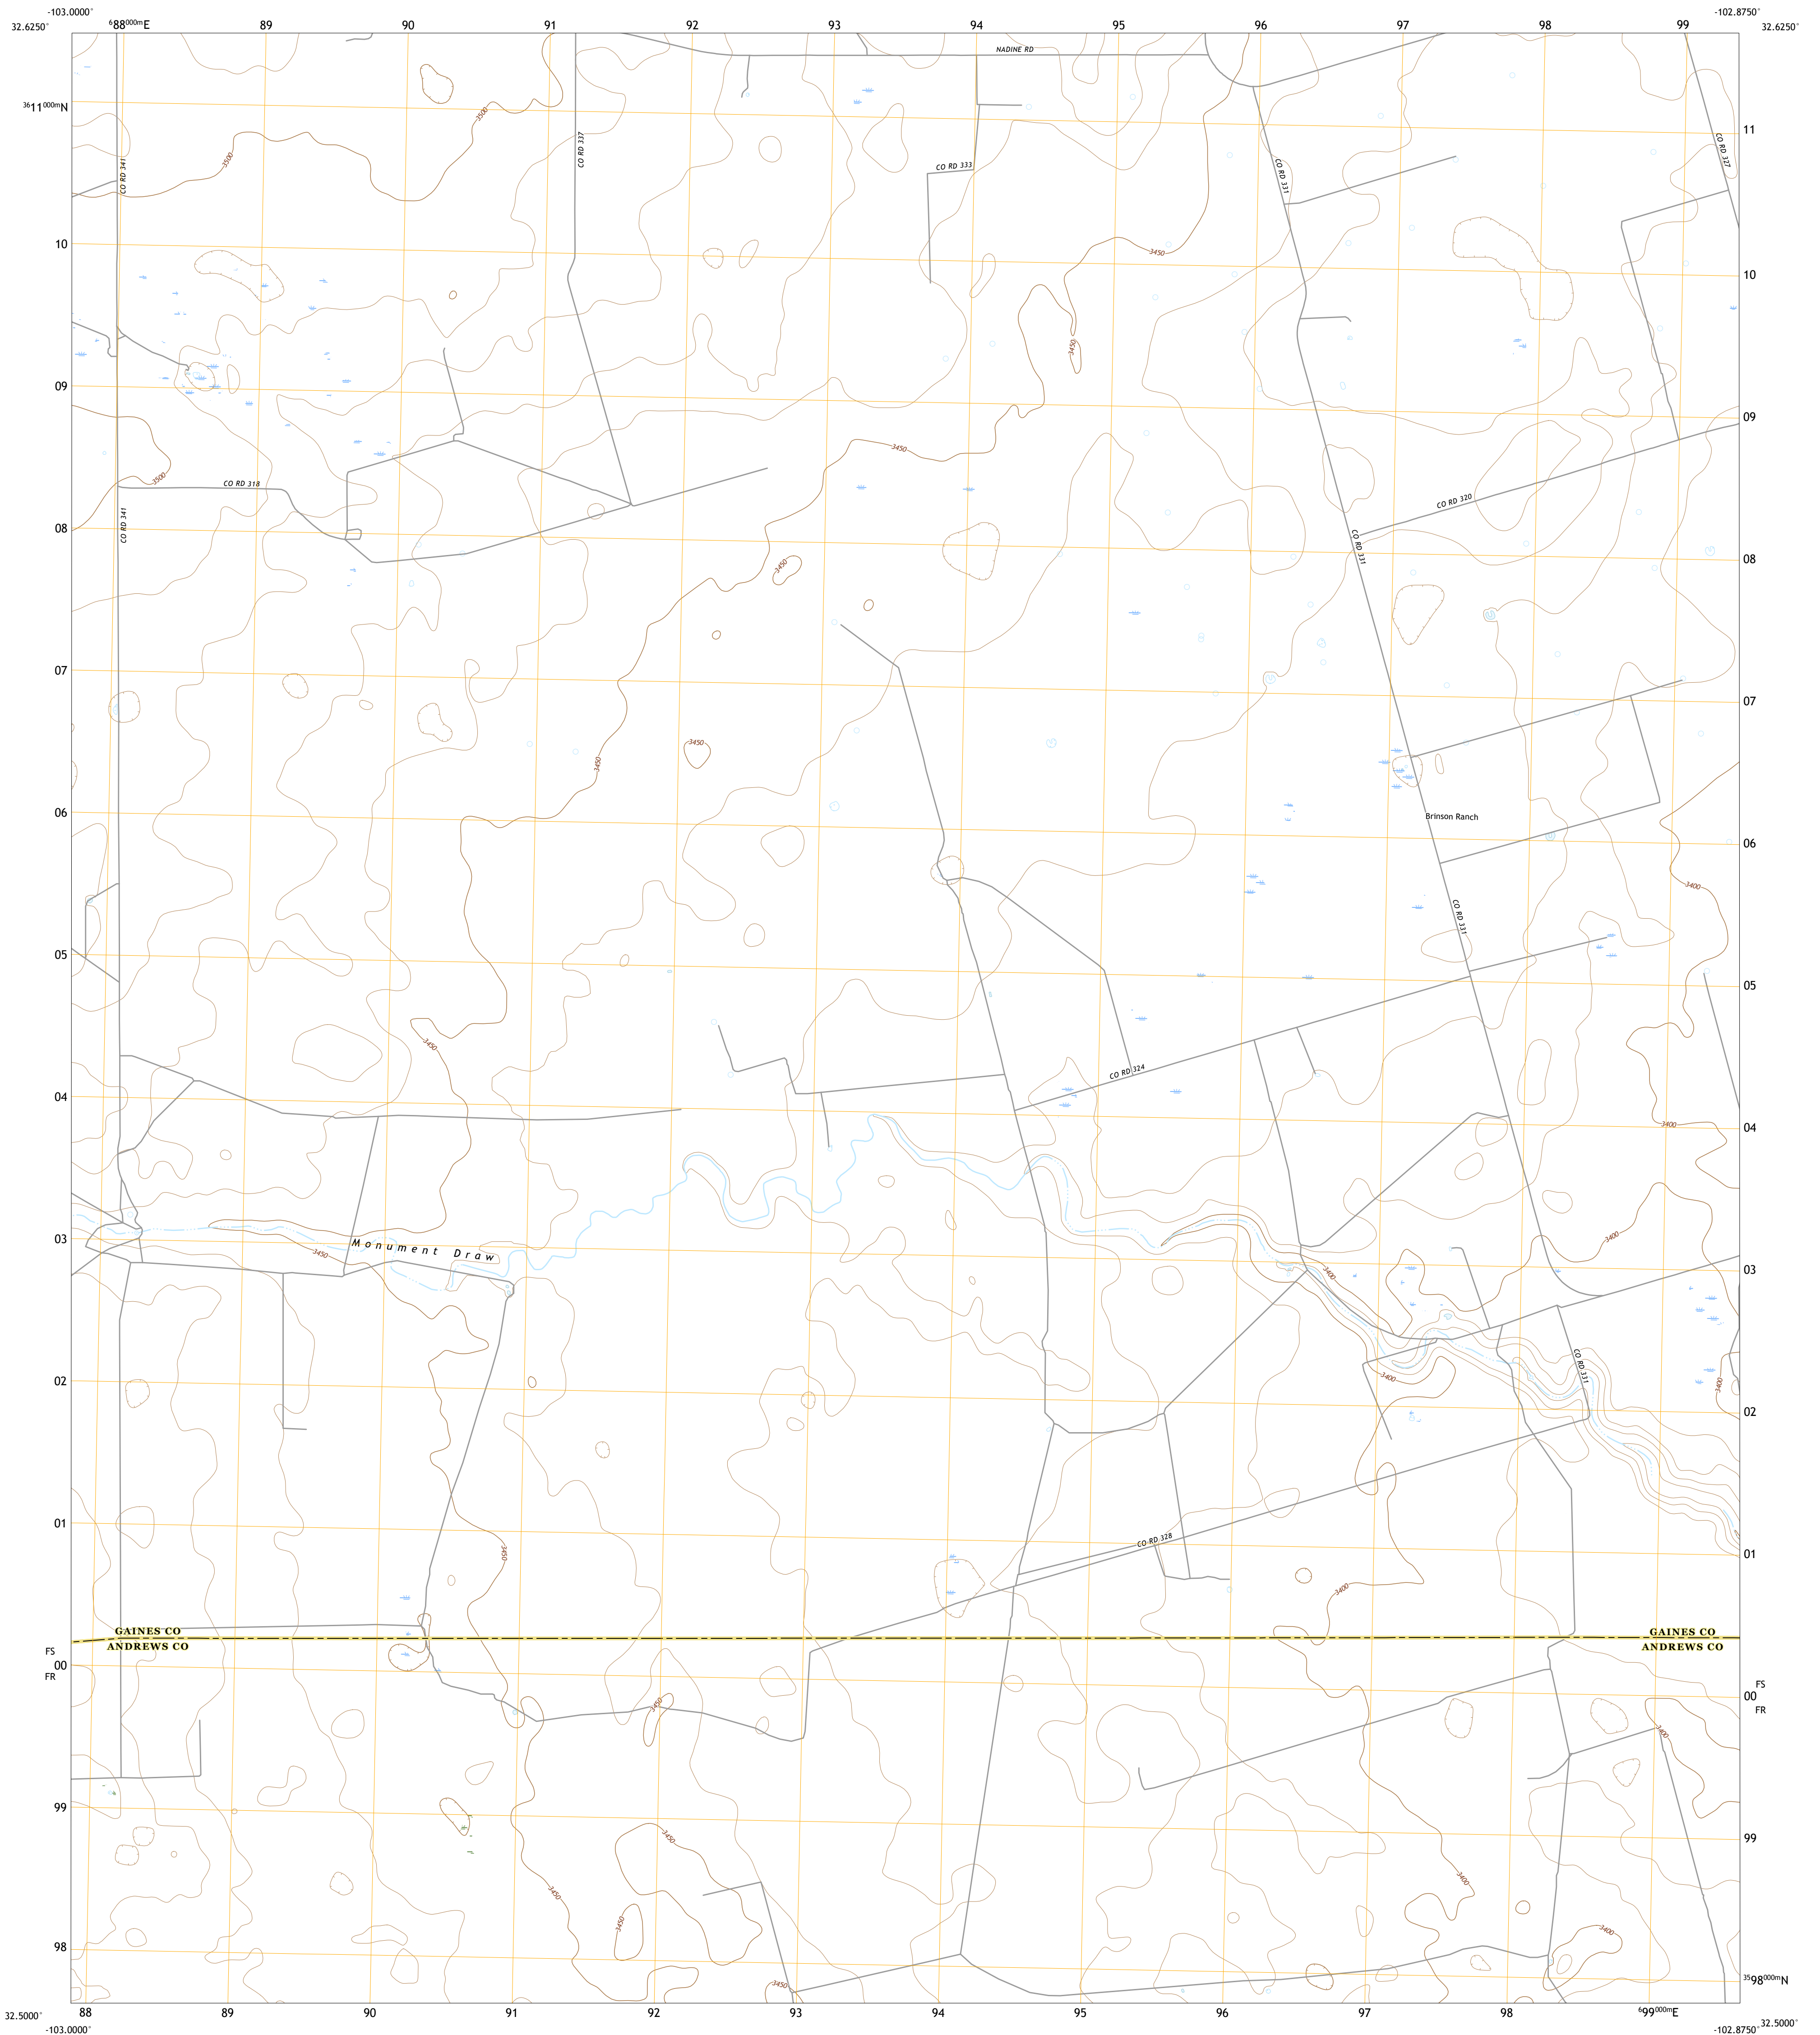 -103.0000°
-102.8750°
32.6250°
⁶88⁰⁰⁰ᵐE
89
90
91
92
93
94
95
96
97
98
99
32.6250°
NADINE RD
³⁶11⁰⁰⁰ᵐN
3500
11
CO RD 341
3500
CO RD 337
CO RD 333
CO RD 331
CO RD 327
10
3450
10
09
3450
09
3450
3500
CO RD 318
CO RD 320
CO RD 341
08
CO RD 331
3450
08
07
07
3450
3450
06
Brinson Ranch
06
3400
CO RD 331
05
05
3450
CO RD 324
04
3400
04
03
Monument Draw
3450
3400
3400
03
02
3400
CO RD 331
3400
02
01
3450
CO RD 328
01
3400
GAINES CO
ANDREWS CO
GAINES CO
ANDREWS CO
FS
00
FR
FS
00
FR
3450
3400
99
3450
99
3450
3400
3450
3400
98
3450
³⁵98⁰⁰⁰ᵐN
32.5000°
88
89
90
91
92
93
94
95
96
97
98
⁶99⁰⁰⁰ᵐE
32.5000°
-103.0000°
-102.8750°